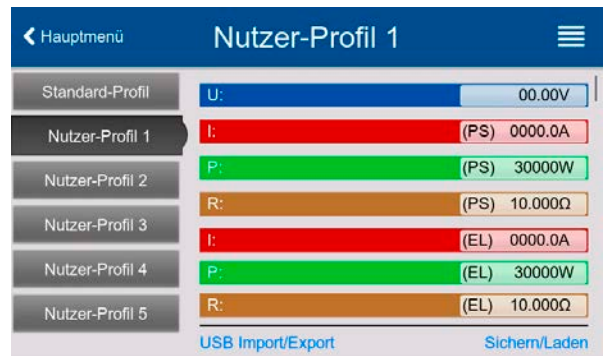 Hauptmenü
Nutzer-Profil 1
Standard-Profil
Nutzer-Profil 1
Nutzer-Profil 2
Nutzer-Profil 3
Nutzer-Profil 4
Nutzer-Profil 5
U: 00.00V
I: (PS) 0000.0A
P: (PS) 30000W
R: (PS) 10.000Ω
I: (EL) 0000.0A
P: (EL) 30000W
R: (EL) 10.000Ω
USB Import/Export
Sichern/Laden